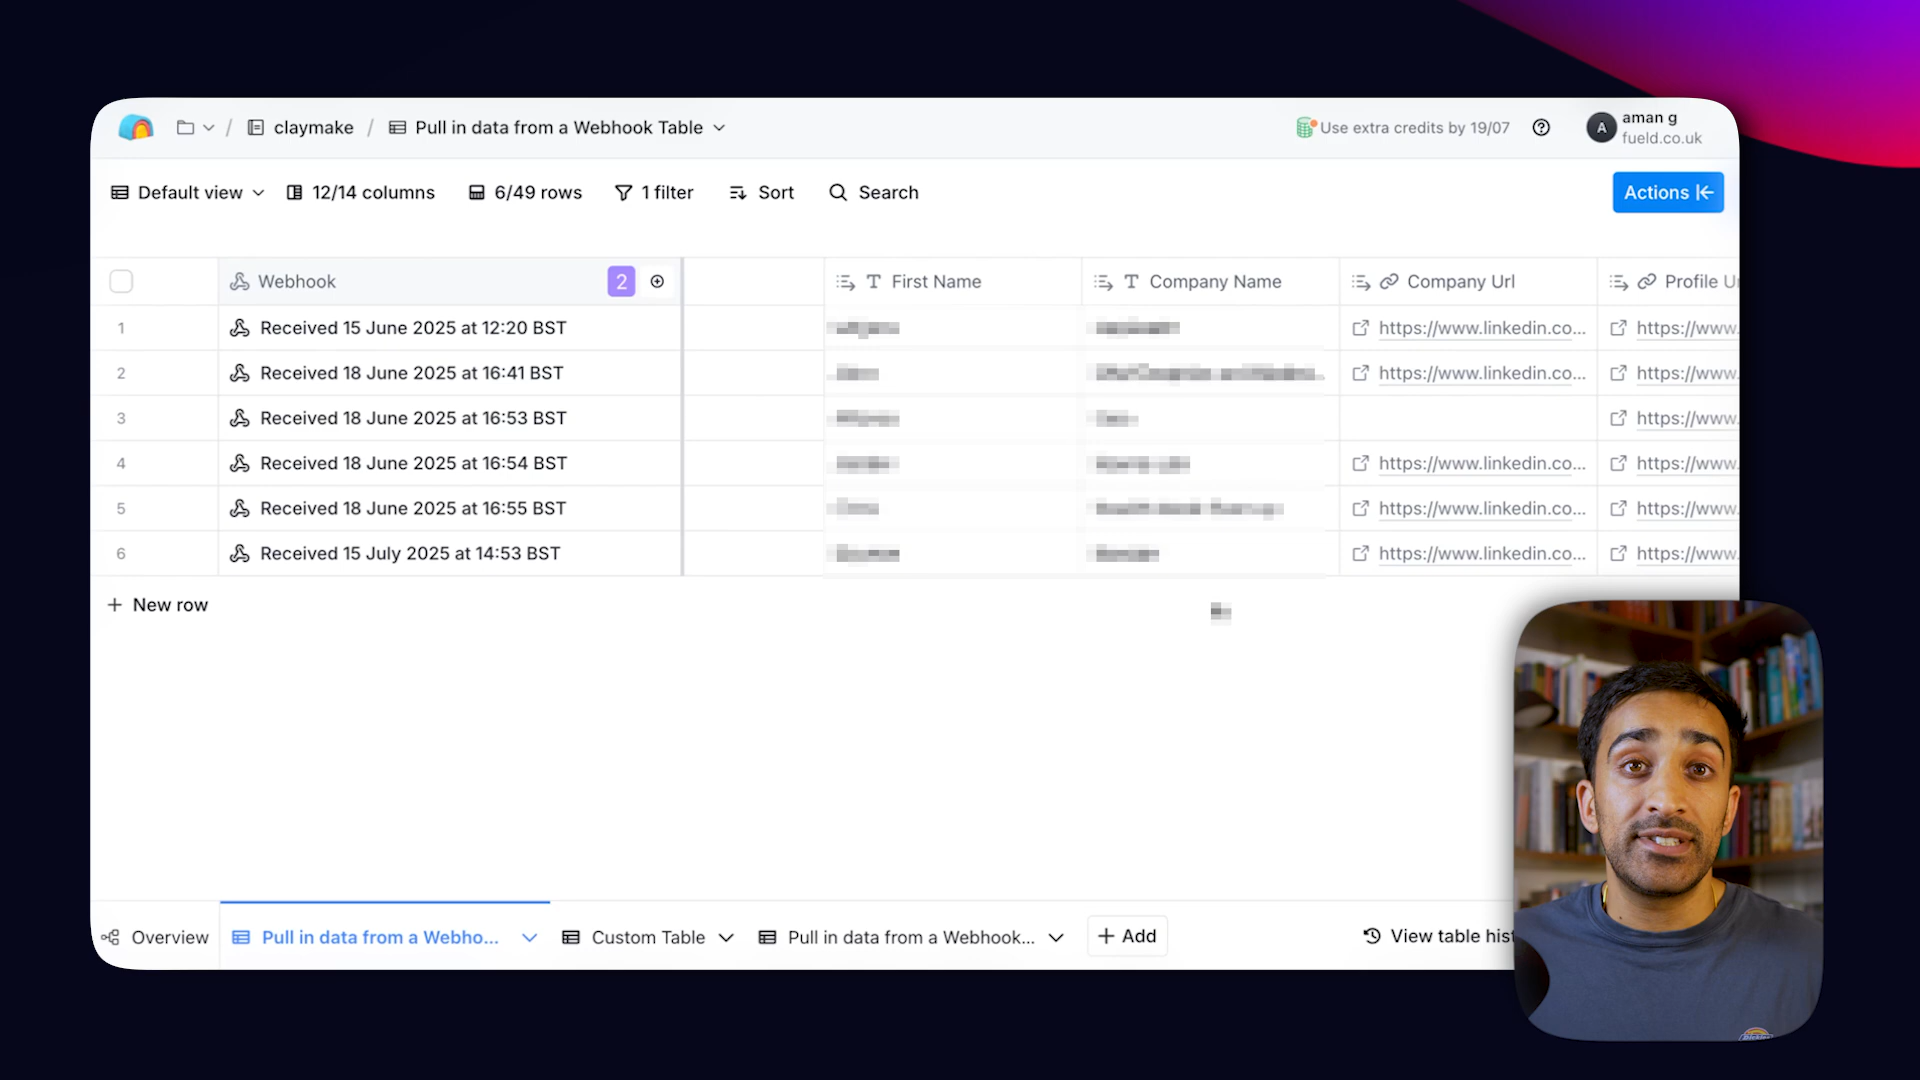 / claymake / Pull in data from a Webhook Table
Use extra credits by 19/07
A
aman g
fueld.co.uk
Default view
12/14 columns
6/49 rows
1 filter
Sort
Search
Actions
Webhook 2 T First Name T Company Name Company Url Profile U
1 Received 15 June 2025 at 12:20 BST https://www.linkedin.co... https://www.
2 Received 18 June 2025 at 16:41 BST https://www.linkedin.co... https://www.
3 Received 18 June 2025 at 16:53 BST https://www.
4 Received 18 June 2025 at 16:54 BST https://www.linkedin.co... https://www.
5 Received 18 June 2025 at 16:55 BST https://www.linkedin.co... https://www.
6 Received 15 July 2025 at 14:53 BST https://www.linkedin.co... https://www.
+ New row
Overview
Pull in data from a Webho...
Custom Table
Pull in data from a Webhook...
+ Add
View table hist
Dickies